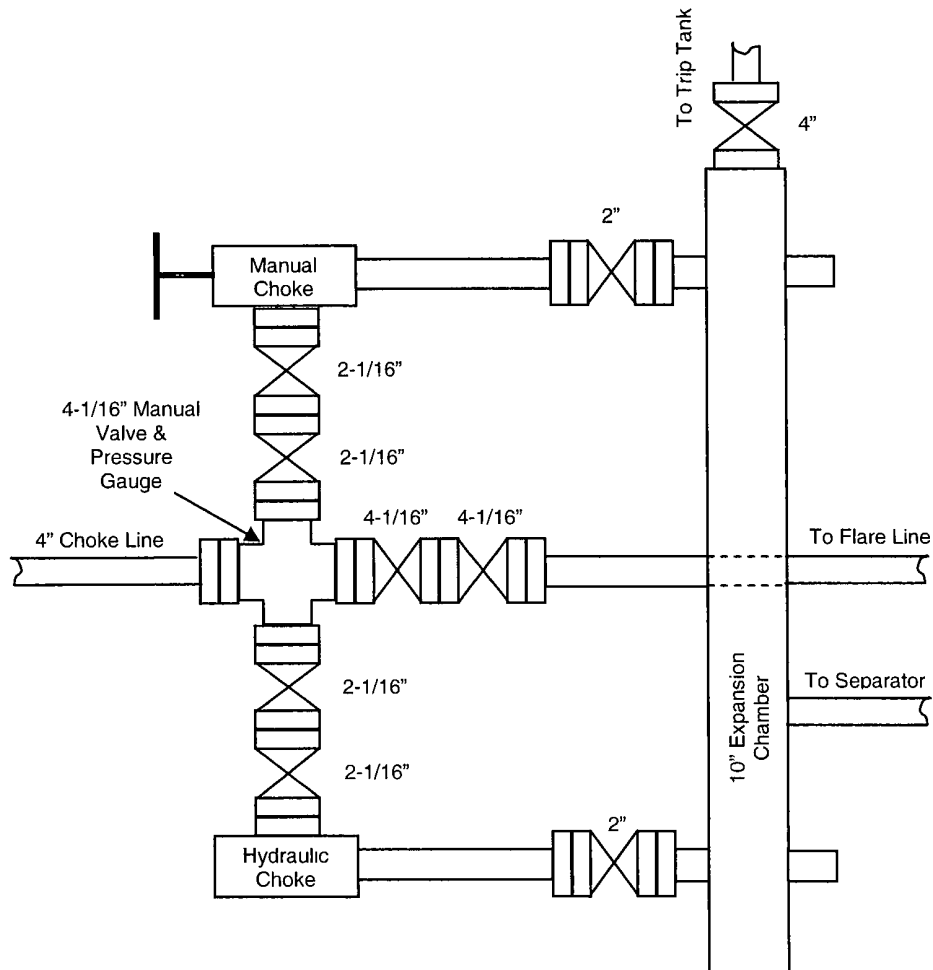 To Trip Tank
4”
2”
Manual
Choke
2-1/16”
4-1/16” Manual
Valve &
Pressure
Gauge
2-1/16”
4-1/16”
4-1/16”
4” Choke Line
To Flare Line
2-1/16”
To Separator
10” Expansion
Chamber
2-1/16”
2”
Hydraulic
Choke